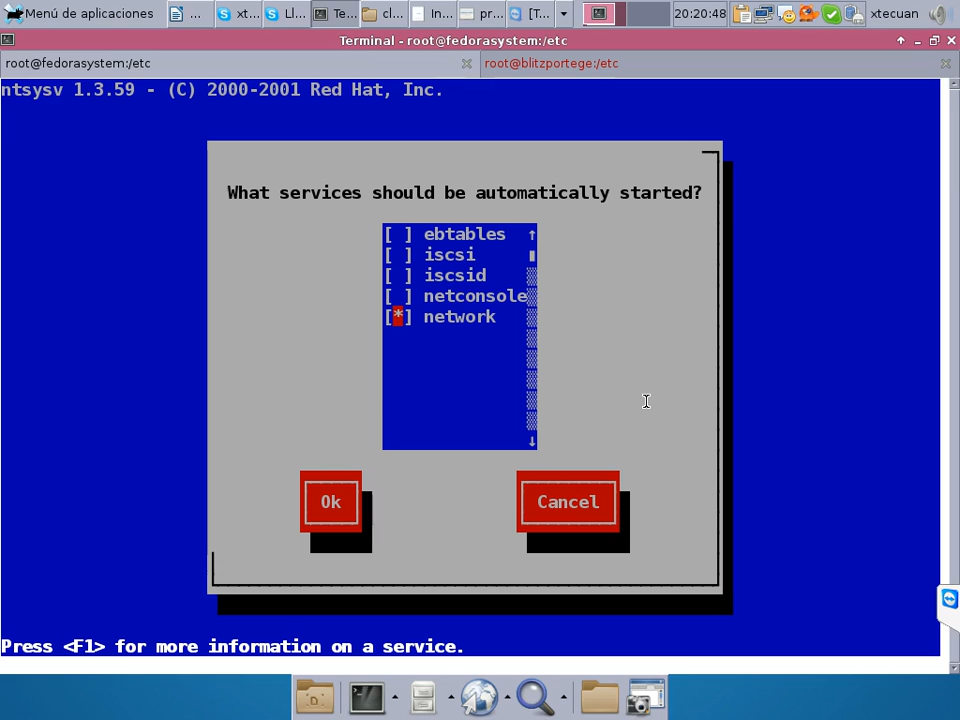 Menú de aplicaciones ... xt... Ll... Te... cl... In... pr... [T... 20:20:48 xtecuan
Terminal - root@fedorasystem:/etc
root@fedorasystem:/etc root@blitzportege:/etc
ntsysv 1.3.59 - (C) 2000-2001 Red Hat, Inc.
What services should be automatically started?
[ ] ebtables ↑
[ ] iscsi
[ ] iscsid
[ ] netconsole
[*] network
↓
Ok Cancel
Press <F1> for more information on a service.